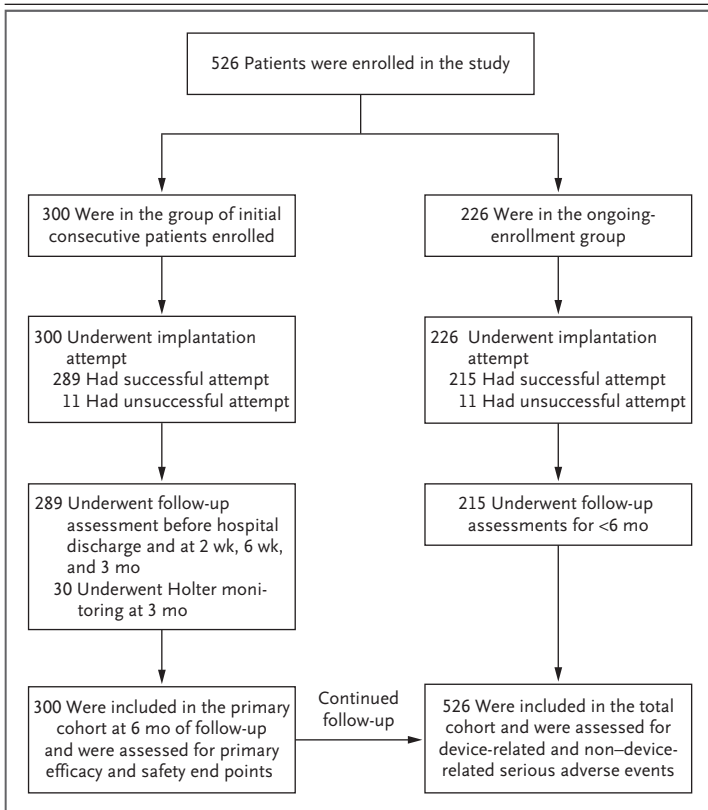 526 Patients were enrolled in the study
300 Were in the group of initial
consecutive patients enrolled
226 Were in the ongoing-
enrollment group
300 Underwent implantation
attempt
289 Had successful attempt
11 Had unsuccessful attempt
226 Underwent implantation
attempt
215 Had successful attempt
11 Had unsuccessful attempt
289 Underwent follow-up
assessment before hospital
discharge and at 2 wk, 6 wk,
and 3 mo
30 Underwent Holter moni-
toring at 3 mo
215 Underwent follow-up
assessments for <6 mo
300 Were included in the primary
cohort at 6 mo of follow-up
and were assessed for primary
efficacy and safety end points
Continued
follow-up
526 Were included in the total
cohort and were assessed for
device-related and non–device-
related serious adverse events